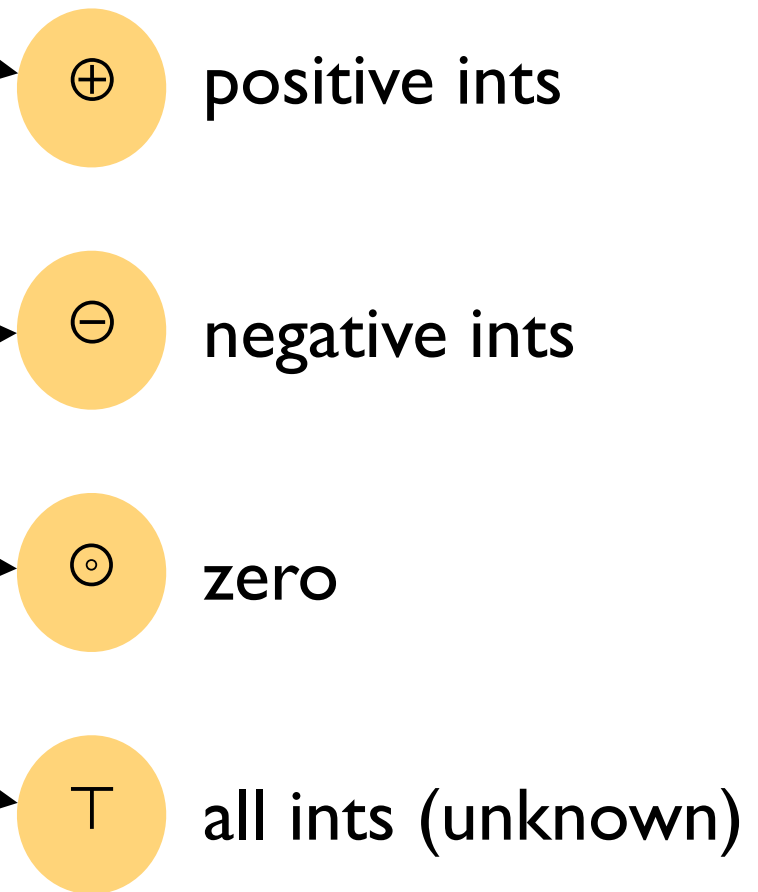 ⊕ positive ints
⊖ negative ints
⊚ zero
⊤ all ints (unknown)